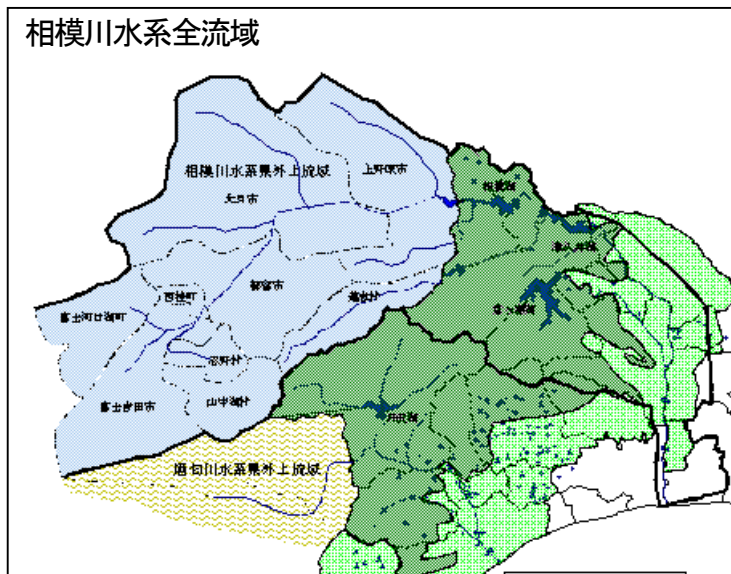 相模川水系全流域
相模川水系県外上流域
上野原市
大月市
相模湖
津久井湖
西桂町
都留市
道志村
宮ヶ瀬湖
富士河口湖町
忍野村
富士吉田市
山中湖村
丹沢湖
酒匂川水系県外上流域